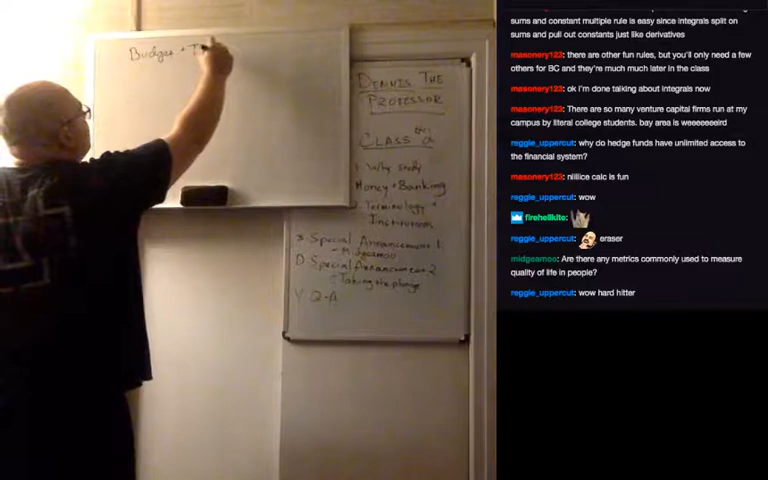 Budget + T
DENNIS THE
PROFESSOR
CLASS
1. Why study
Money + Banking
2. Terminology +
Institutions
Special Announcement 1
Special Announcement 2
- Taking the plunge
Q-A
sums and constant multiple rule is easy since integrals split on
sums and pull out constants just like derivatives
masonery123: there are other fun rules, but you'll only need a few
others for BC and they're much much later in the class
masonery123: ok I'm done talking about integrals now
masonery123: There are so many venture capital firms run at my
campus by literal college students. bay area is weeeeeeeird
reggie_uppercut: why do hedge funds have unlimited access to
the financial system?
masonery123: niiiiice calc is fun
reggie_uppercut: wow
firehellkite:
reggie_uppercut: eraser
midgeamoo: Are there any metrics commonly used to measure
quality of life in people?
reggie_uppercut: wow hard hitter